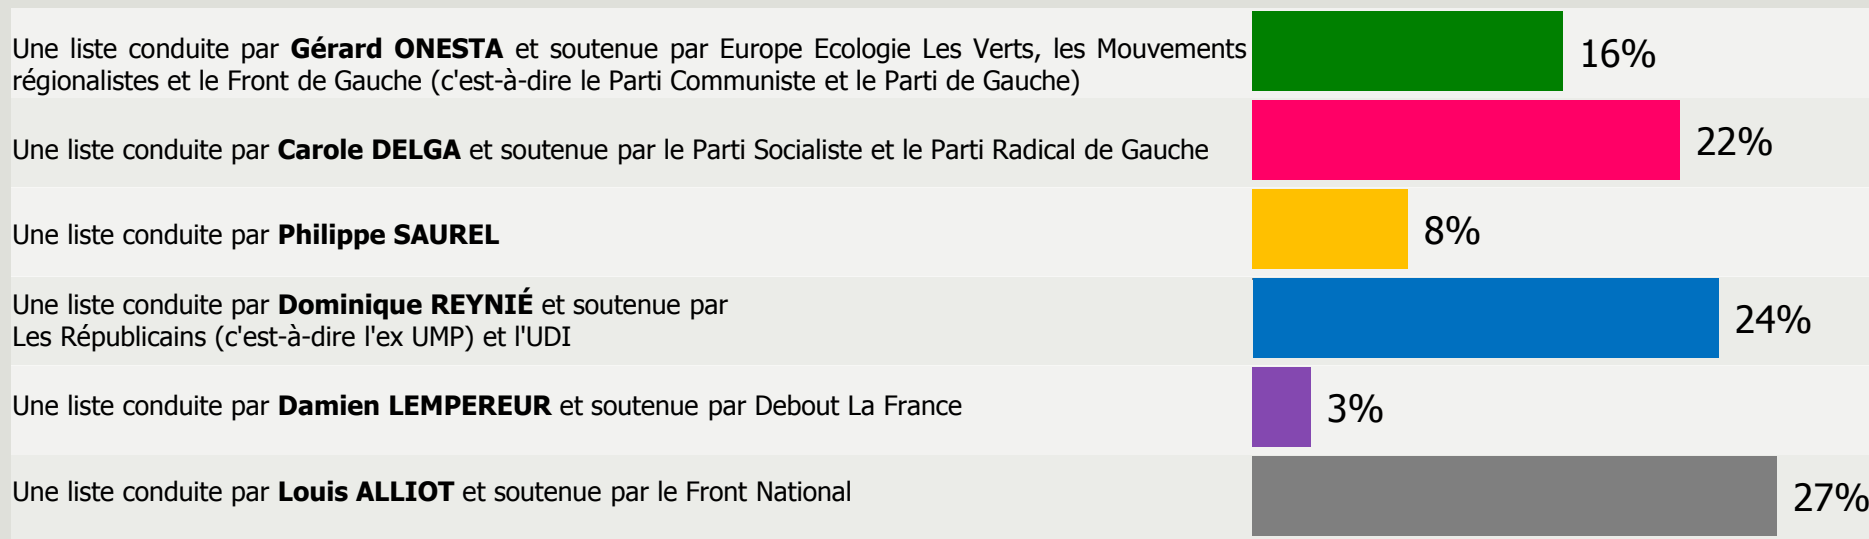 Une liste conduite par Gérard ONESTA et soutenue par Europe Ecologie Les Verts, les Mouvements
régionalistes et le Front de Gauche (c'est-à-dire le Parti Communiste et le Parti de Gauche)
16%
Une liste conduite par Carole DELGA et soutenue par le Parti Socialiste et le Parti Radical de Gauche
22%
Une liste conduite par Philippe SAUREL
8%
Une liste conduite par Dominique REYNIÉ et soutenue par
Les Républicains (c'est-à-dire l'ex UMP) et l'UDI
24%
Une liste conduite par Damien LEMPEREUR et soutenue par Debout La France
3%
Une liste conduite par Louis ALLIOT et soutenue par le Front National
27%